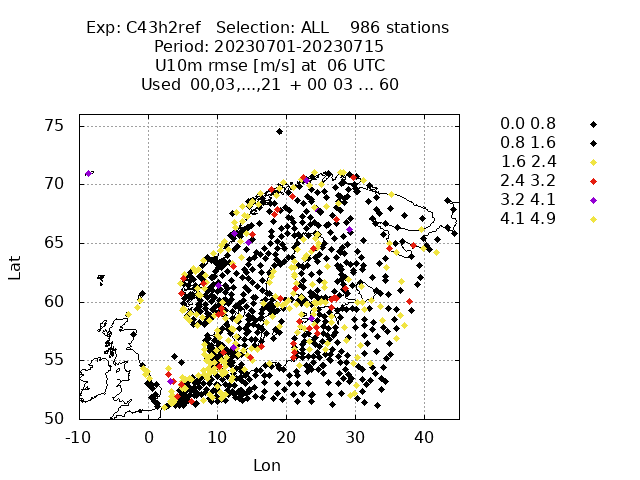 Exp: C43h2ref Selection: ALL 986 stations
Period: 20230701-20230715
U10m rmse [m/s] at 06 UTC
Used 00,03,...,21 + 00 03 ... 60
75
70
65
60
55
50
-10 0 10 20 30 40
Lat
Lon
0.0 0.8
0.8 1.6
1.6 2.4
2.4 3.2
3.2 4.1
4.1 4.9